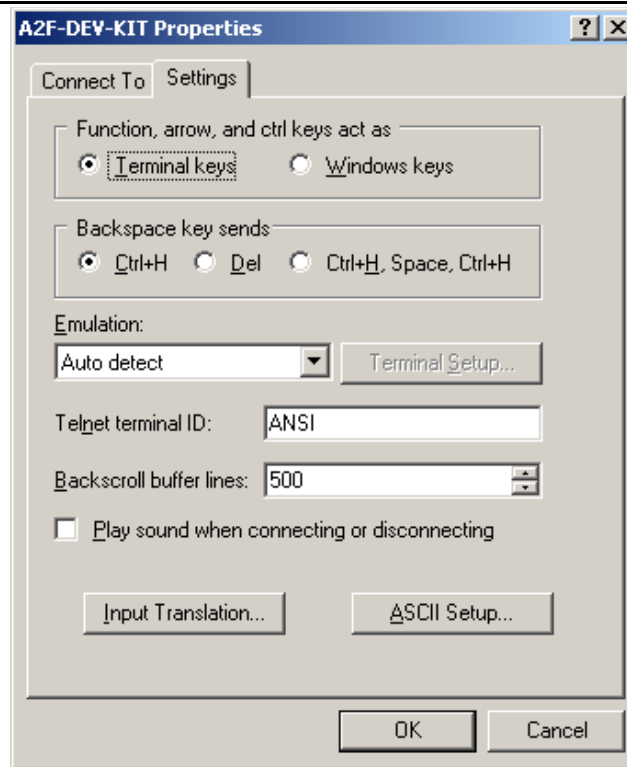 A2F-DEV-KIT Properties
Connect To Settings
Function, arrow, and ctrl keys act as
Terminal keys Windows keys
Backspace key sends
Ctrl+H Del Ctrl+H, Space, Ctrl+H
Emulation:
Auto detect Terminal Setup...
Telnet terminal ID: ANSI
Backscroll buffer lines: 500
Play sound when connecting or disconnecting
Input Translation... ASCII Setup...
OK Cancel